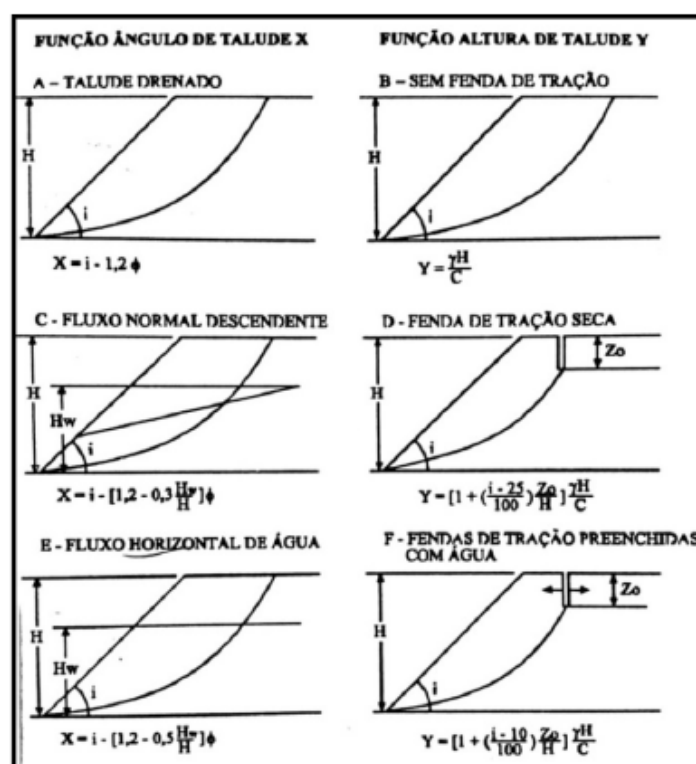 FUNÇÃO ÂNGULO DE TALUDE X
FUNÇÃO ALTURA DE TALUDE Y
A – TALUDE DRENADO
B – SEM FENDA DE TRAÇÃO
H
i
H
i
X = i - 1,2 ϕ
Y = γH/C
C - FLUXO NORMAL DESCENDENTE
D - FENDA DE TRAÇÃO SECA
H
Hw
i
H
Zo
i
X = i - [1,2 - 0,3 Hw/H] ϕ
Y = [1 + (i - 25/100) Zo/H] γH/C
E - FLUXO HORIZONTAL DE ÁGUA
F - FENDAS DE TRAÇÃO PREENCHIDAS
COM ÁGUA
H
Hw
i
H
Zo
i
X = i - [1,2 - 0,5 Hw/H] ϕ
Y = [1 + (i - 10/100) Zo/H] γH/C